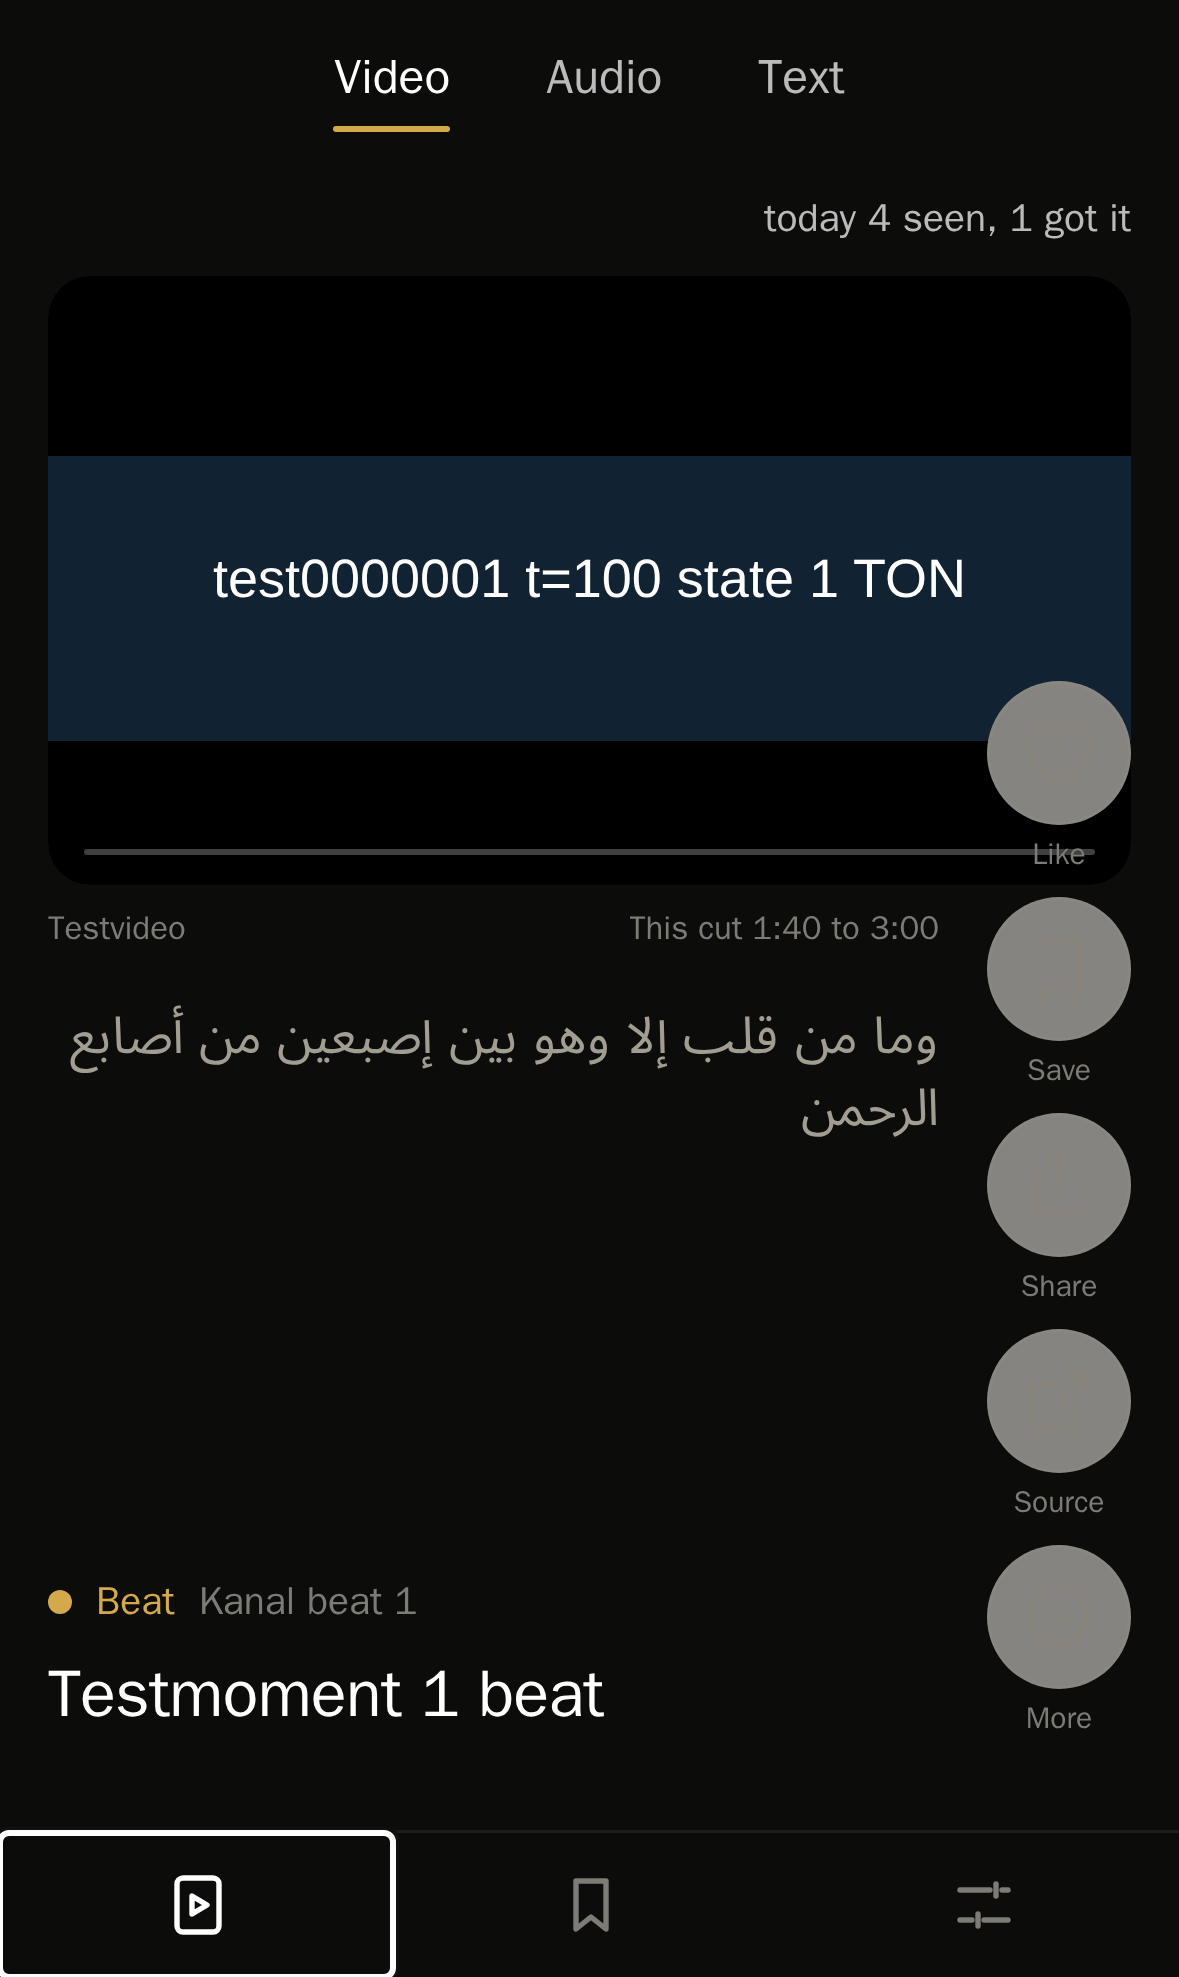 Video Audio Text
today 4 seen, 1 got it
test0000001 t=100 state 1 TON
Like
Testvideo This cut 1:40 to 3:00
وما من قلب إلا وهو بين إصبعين من أصابع
الرحمن
Save
Share
Source
Beat Kanal beat 1
Testmoment 1 beat
More